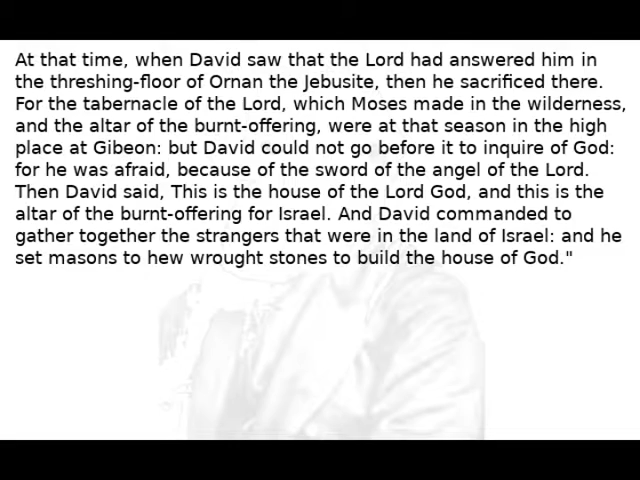 At that time, when David saw that the Lord had answered him in
the threshing-floor of Ornan the Jebusite, then he sacrificed there.
For the tabernacle of the Lord, which Moses made in the wilderness,
and the altar of the burnt-offering, were at that season in the high
place at Gibeon: but David could not go before it to inquire of God:
for he was afraid, because of the sword of the angel of the Lord.
Then David said, This is the house of the Lord God, and this is the
altar of the burnt-offering for Israel. And David commanded to
gather together the strangers that were in the land of Israel: and he
set masons to hew wrought stones to build the house of God."